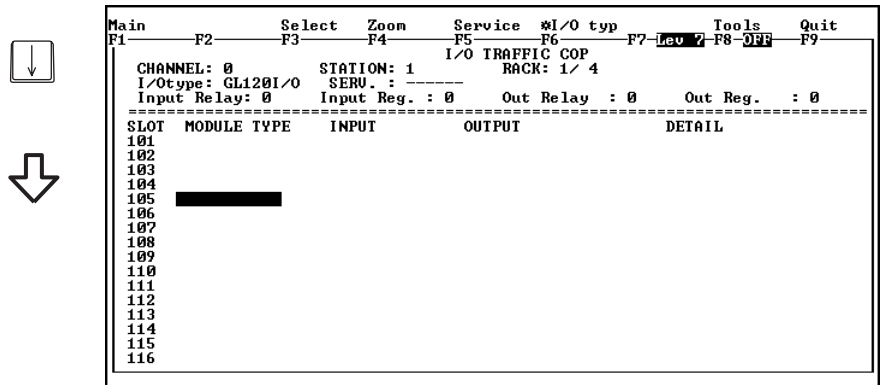 Main Select Zoom Service *I/O typ Tools Quit
F1 F2 F3 F4 F5 F6 F7 Lev 7 F8 OFF F9
I/O TRAFFIC COP
CHANNEL: 0 STATION: 1 RACK: 1/ 4
I/Otype: GL120I/O SERV. : ------
Input Relay: 0 Input Reg. : 0 Out Relay : 0 Out Reg. : 0
SLOT MODULE TYPE INPUT OUTPUT DETAIL
101
102
103
104
105
106
107
108
109
110
111
112
113
114
115
116